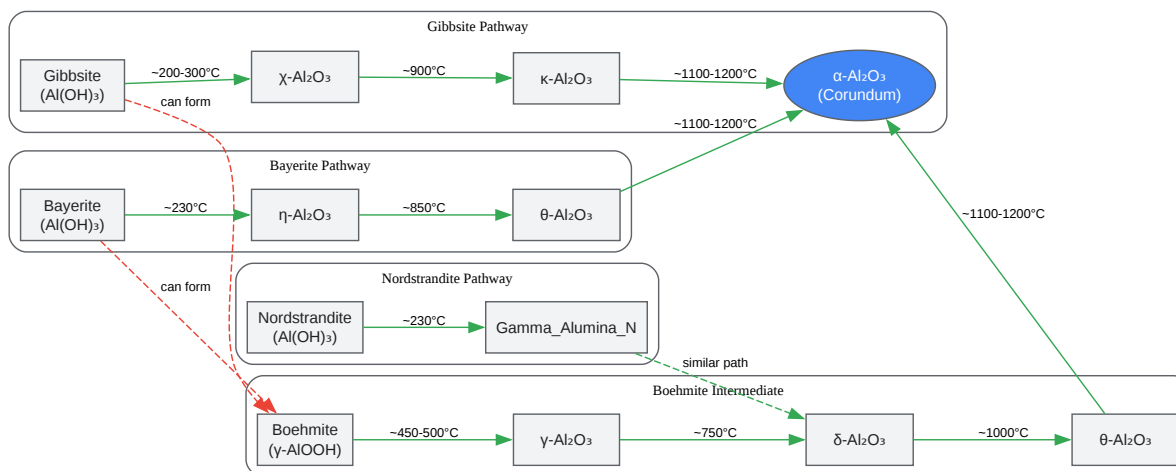 Gibbsite Pathway
Gibbsite
(Al(OH)₃)
~200-300°C
χ-Al₂O₃
~900°C
κ-Al₂O₃
~1100-1200°C
α-Al₂O₃
(Corundum)
can form
~1100-1200°C
Bayerite Pathway
Bayerite
(Al(OH)₃)
~230°C
η-Al₂O₃
~850°C
θ-Al₂O₃
~1100-1200°C
can form
Nordstrandite Pathway
Nordstrandite
(Al(OH)₃)
~230°C
Gamma_Alumina_N
similar path
Boehmite Intermediate
Boehmite
(γ-AlOOH)
~450-500°C
γ-Al₂O₃
~750°C
δ-Al₂O₃
~1000°C
θ-Al₂O₃